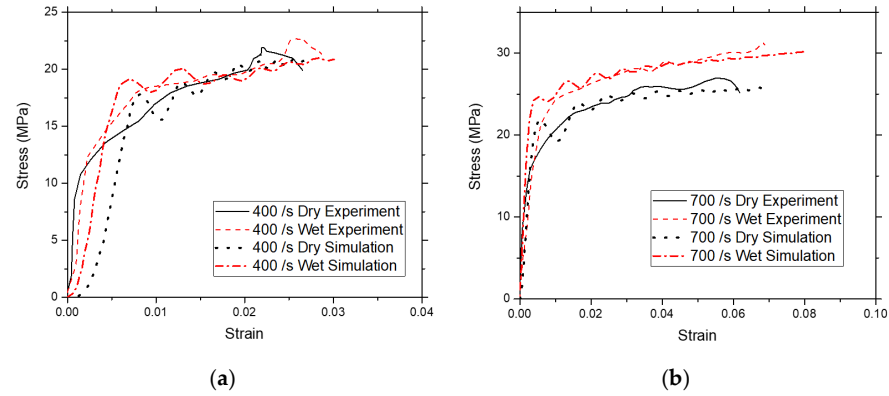 25
20
15
10
5
0
0.00
0.01
0.02
0.03
0.04
Stress (MPa)
Strain
400 /s Dry Experiment
400 /s Wet Experiment
400 /s Dry Simulation
400 /s Wet Simulation
(a)
30
20
10
0
0.00
0.02
0.04
0.06
0.08
0.10
Stress (MPa)
Strain
700 /s Dry Experiment
700 /s Wet Experiment
700 /s Dry Simulation
700 /s Wet Simulation
(b)